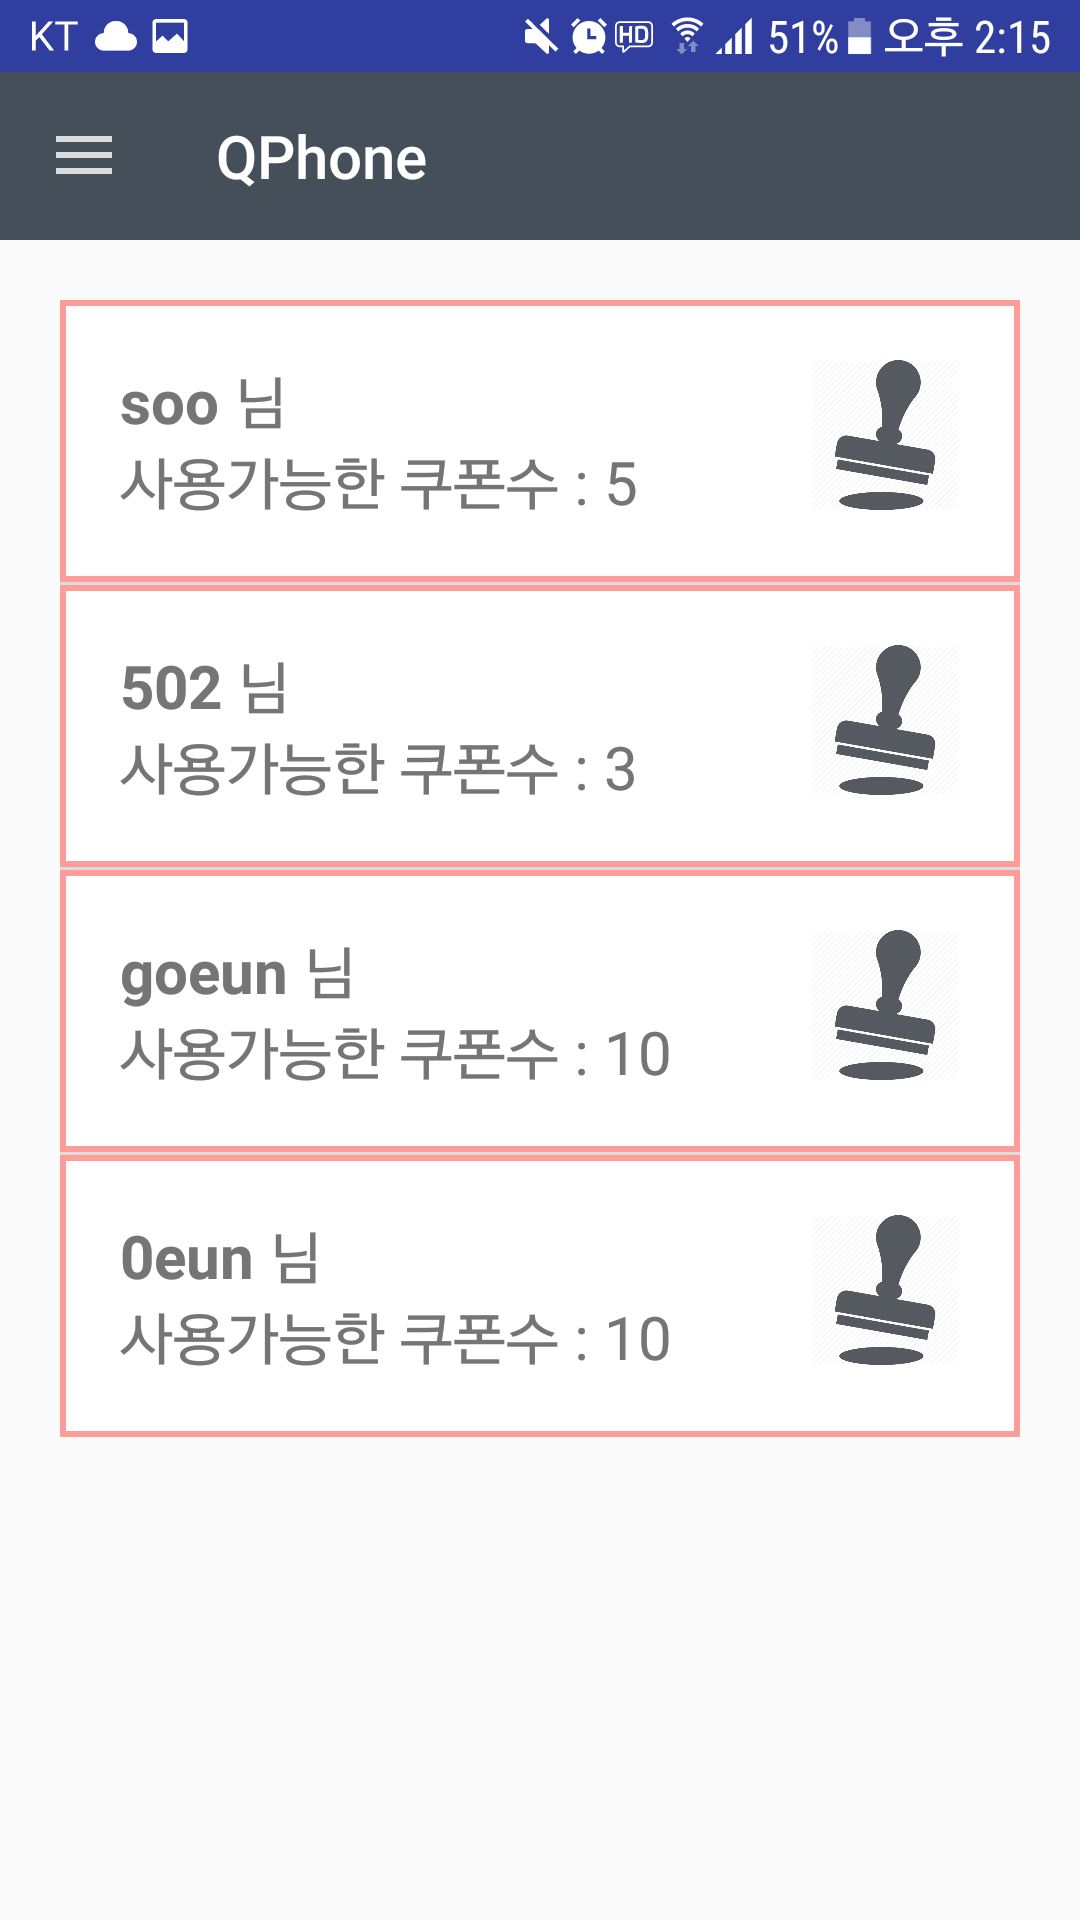 KT HD 51% 오후 2:15
QPhone
soo 님
사용가능한 쿠폰수 : 5
502 님
사용가능한 쿠폰수 : 3
goeun 님
사용가능한 쿠폰수 : 10
0eun 님
사용가능한 쿠폰수 : 10